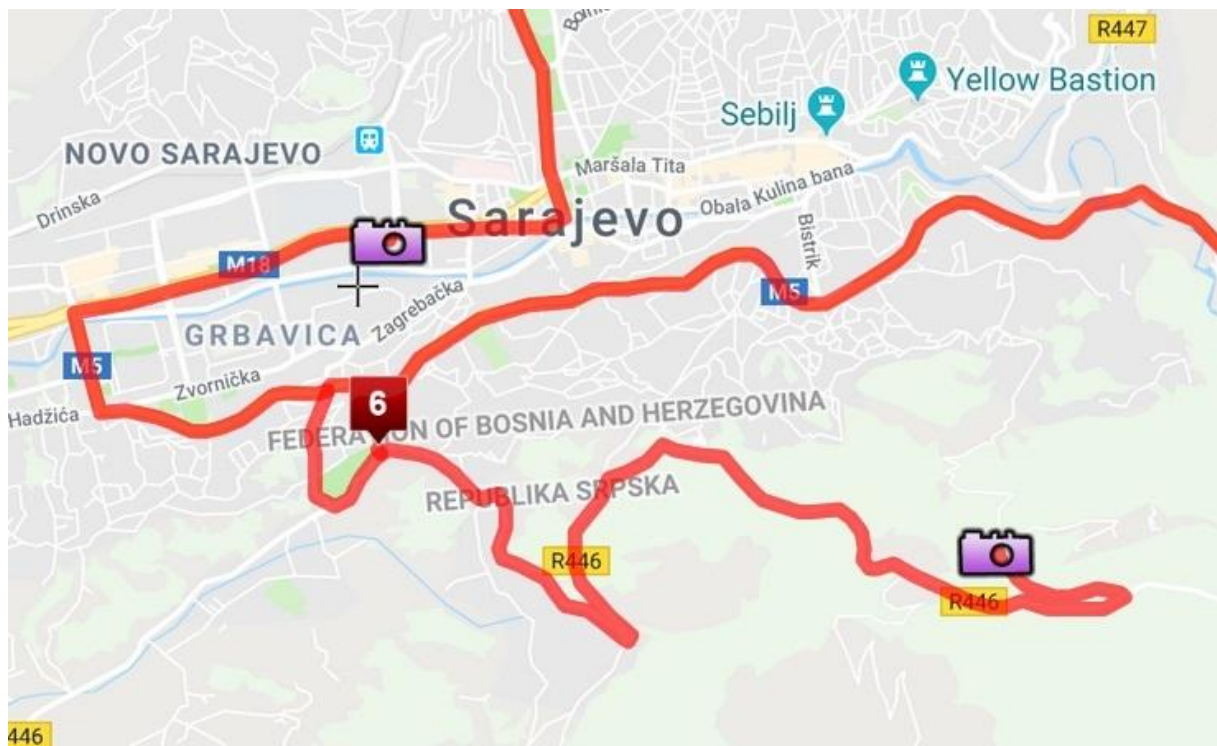 R447
Yellow Bastion
Sebilj
NOVO SARAJEVO
Maršala Tita
Drinska
Obala Kulina bana
Sarajevo
Bistrik
M18
M5
Zagrebačka
GRBAVICA
M5
Zvornička
Hadžića
6
FEDERATION OF BOSNIA AND HERZEGOVINA
REPUBLIKA SRPSKA
R446
R446
446